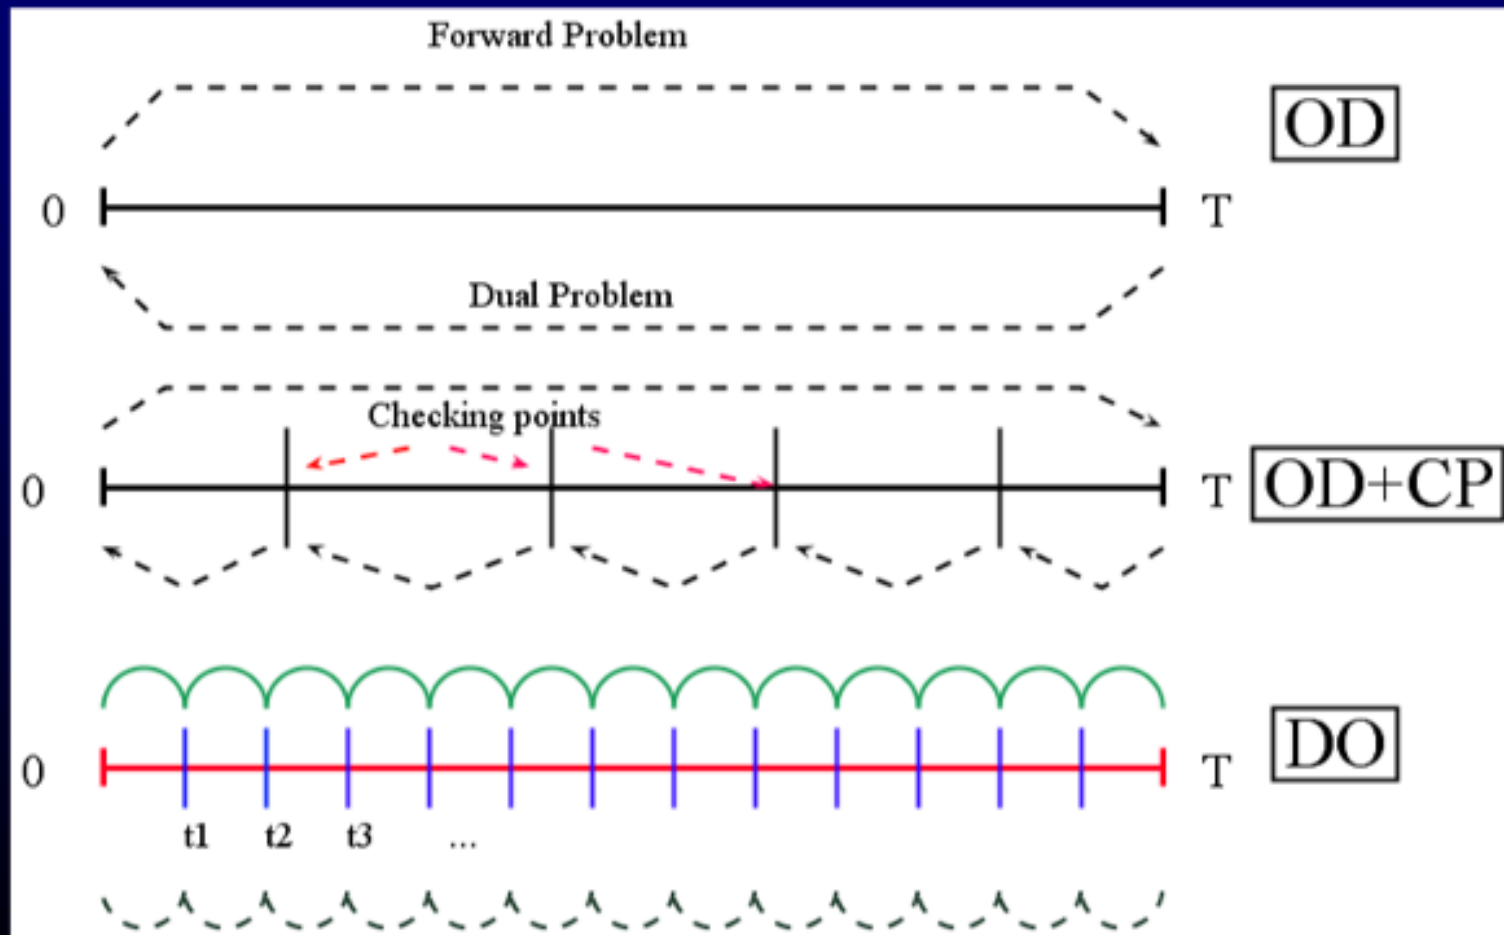 Forward Problem
OD
0
T
Dual Problem
Checking points
0
T
OD+CP
0
T
DO
t1 t2 t3 ...